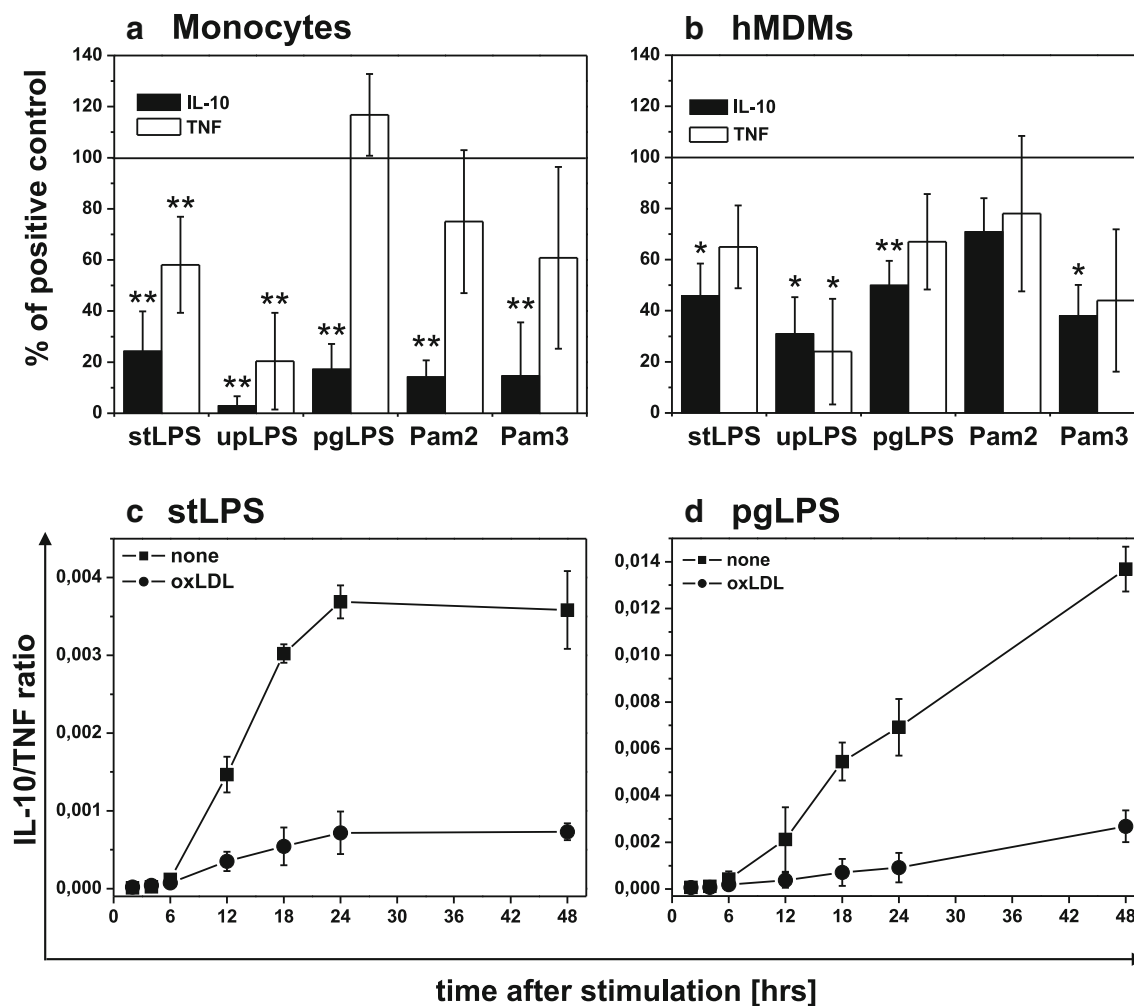 a Monocytes
b hMDMs
% of positive control
140
120
100
80
60
40
20
0
IL-10
TNF
**
**
**
**
**
**
**
stLPS upLPS pgLPS Pam2 Pam3
140
120
100
80
60
40
20
0
IL-10
TNF
*
*
*
**
*
stLPS upLPS pgLPS Pam2 Pam3
c stLPS
d pgLPS
IL-10/TNF ratio
none
oxLDL
0,004
0,003
0,002
0,001
0,000
0 6 12 18 24 30 36 42 48
none
oxLDL
0,014
0,012
0,010
0,008
0,006
0,004
0,002
0,000
0 6 12 18 24 30 36 42 48
time after stimulation [hrs]